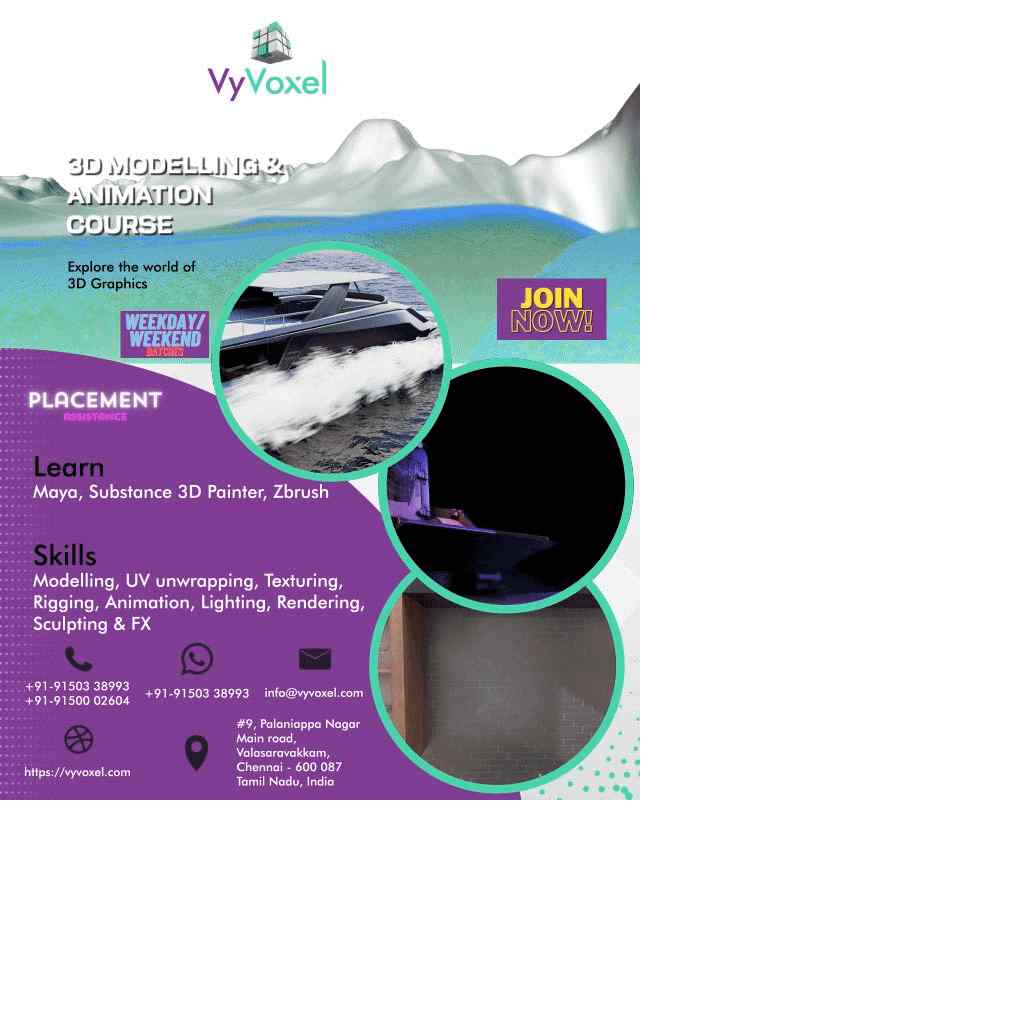 VyVoxel
3D MODELLING &
ANIMATION
COURSE
Explore the world of
3D Graphics
JOIN
NOW!
WEEKDAY/
WEEKEND
BATCHES
PLACEMENT
ASSISTANCE
Learn
Maya, Substance 3D Painter, Zbrush
Skills
Modelling, UV unwrapping, Texturing,
Rigging, Animation, Lighting, Rendering,
Sculpting & FX
+91-91503 38993
+91-91500 02604
+91-91503 38993
info@vyvoxel.com
https://vyvoxel.com
#9, Palaniappa Nagar
Main road,
Valasaravakkam,
Chennai - 600 087
Tamil Nadu, India